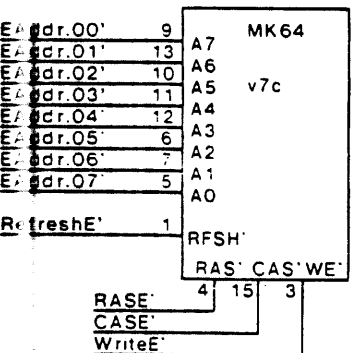 EAddr.00' 9 A7 MK64
EAddr.01' 13 A6
EAddr.02' 10 A5 v7c
EAddr.03' 11 A4
EAddr.04' 12 A3
EAddr.05' 6 A2
EAddr.06' 7 A1
EAddr.07' 5 A0
RefreshE' 1 RFSH'
RAS' CAS' WE'
4 15 3
RASE'
CASE'
WriteE'